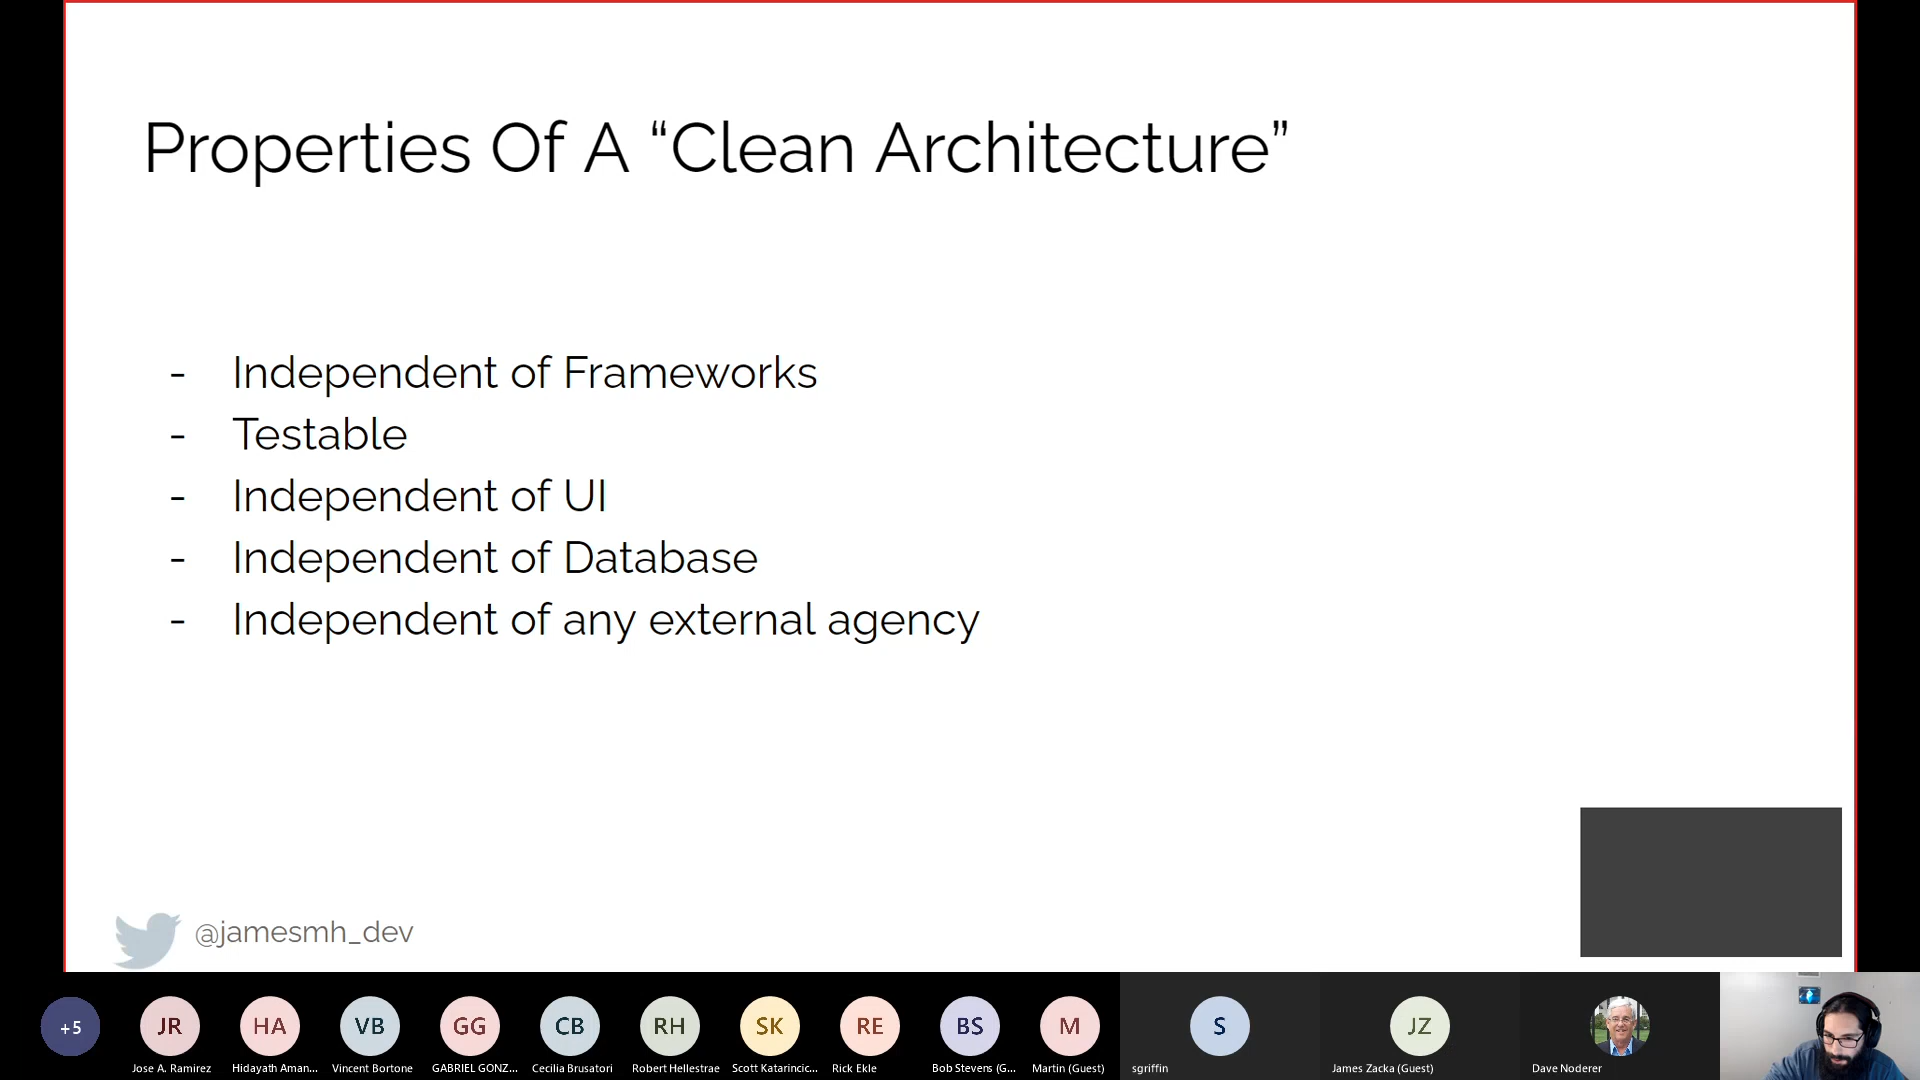 Properties Of A “Clean Architecture”
- Independent of Frameworks
- Testable
- Independent of UI
- Independent of Database
- Independent of any external agency
@jamesmh_dev
+5
JR
HA
VB
GG
CB
RH
SK
RE
BS
M
S
JZ
Jose A. Ramirez
Hidayath Aman...
Vincent Bortone
GABRIEL GONZ...
Cecilia Brusatori
Robert Hellestrae
Scott Katarincic...
Rick Ekle
Bob Stevens (G...
Martin (Guest)
sgriffin
James Zacka (Guest)
Dave Noderer